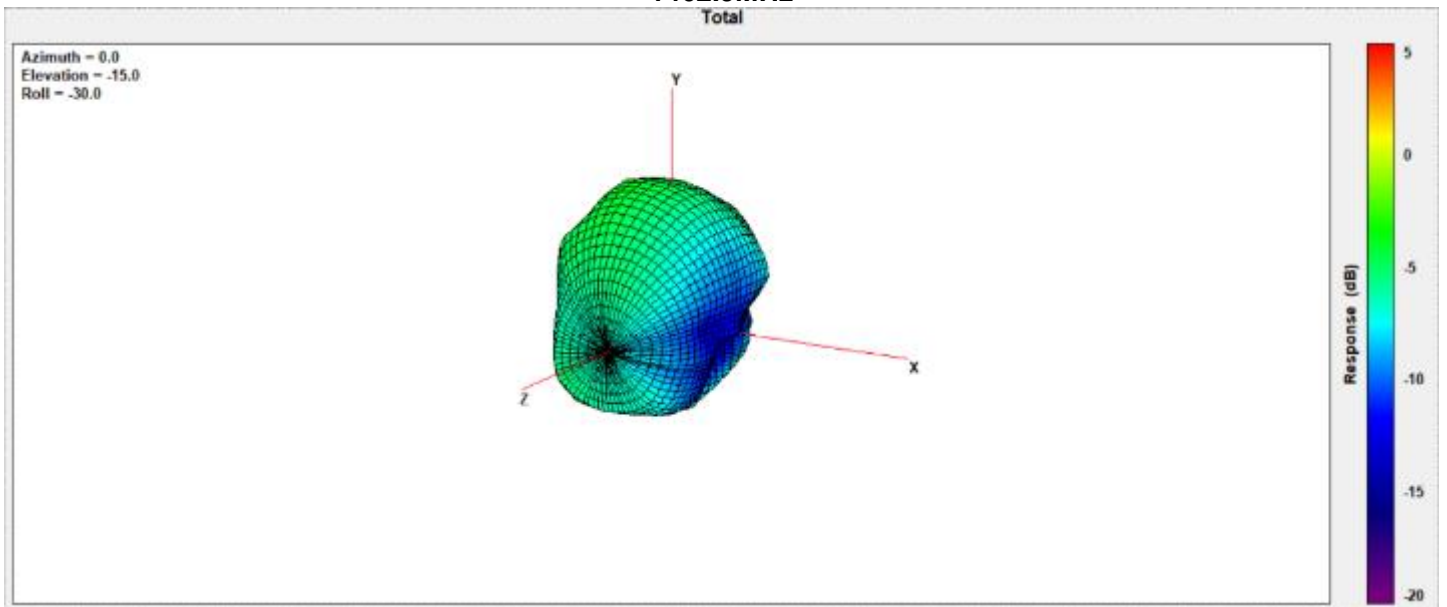 Total
Azimuth = 0.0
Elevation = -15.0
Roll = -30.0
Y
X
Z
5
0
-5
-10
-15
-20
Response (dB)